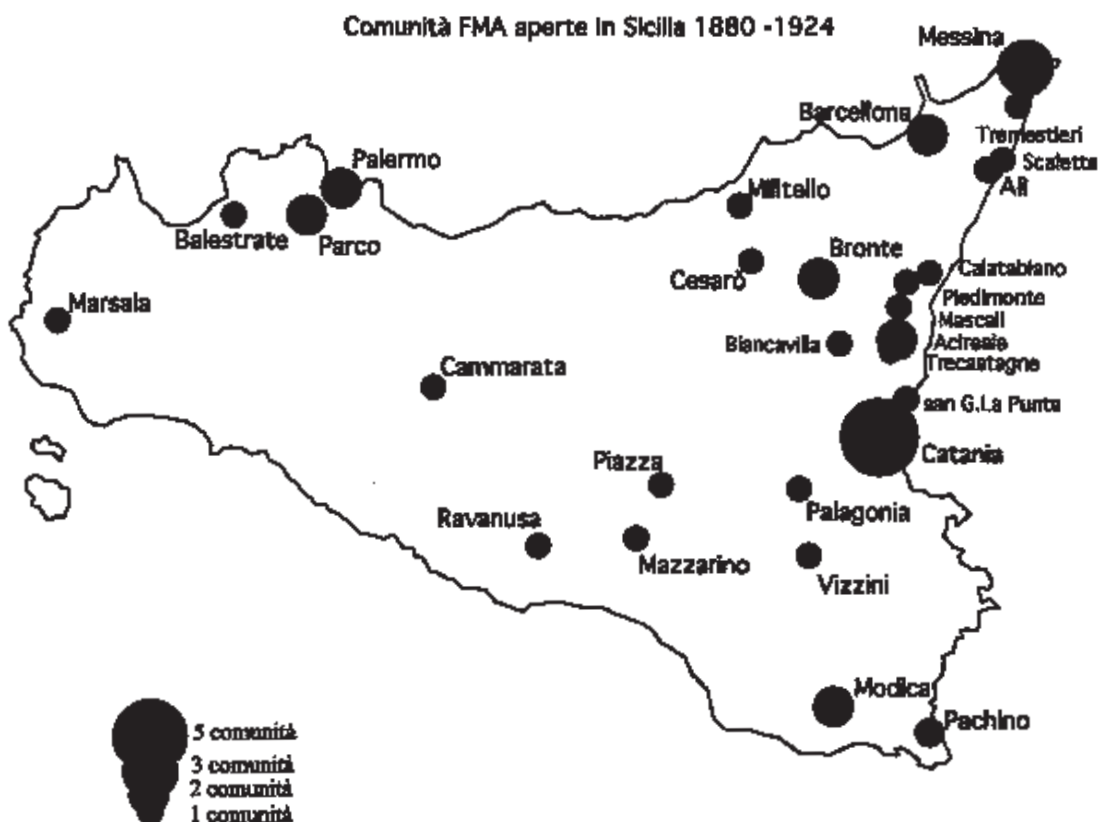 Comunità FMA aperte in Sicilia 1880 -1924
Messina
Barcellona
Tremestieri
Scaletta
Alì
Palermo
Militello
Balestrate
Parco
Bronte
Cesarò
Calatabiano
Marsala
Piedimonte
Mascali
Biancavilla
Acireale
Trecastagne
Cammarata
san G.La Punta
Catania
Piazza
Palagonia
Ravanusa
Mazzarino
Vizzini
Modica
Pachino
5 comunità
3 comunità
2 comunità
1 comunità